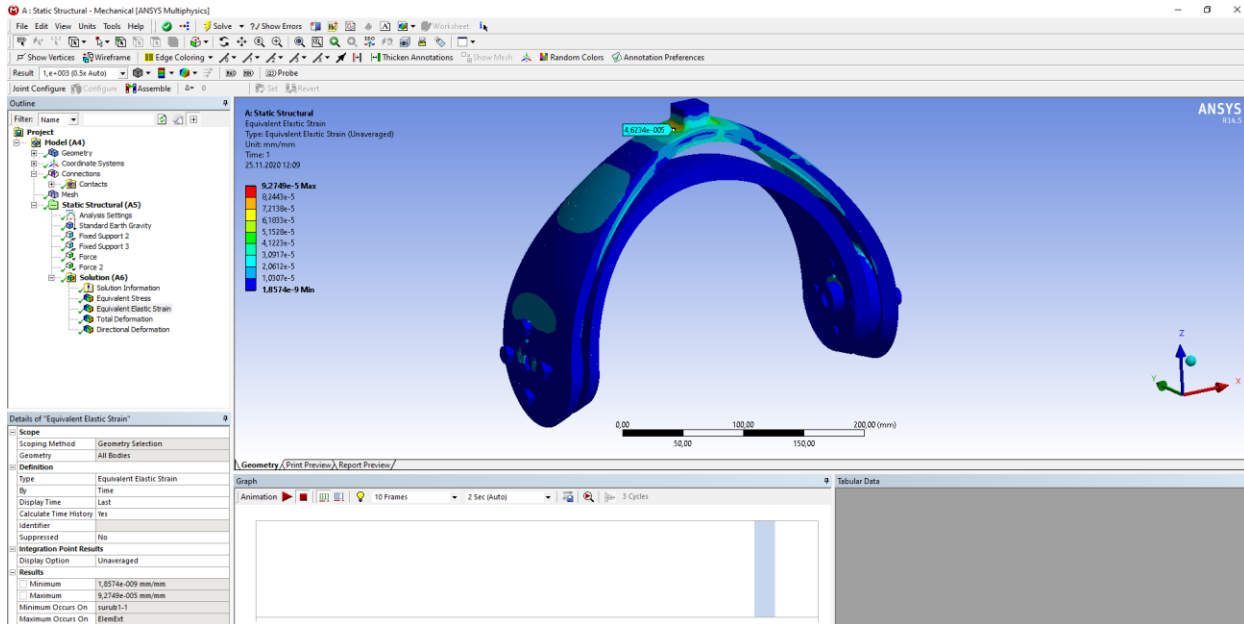 A : Static Structural - Mechanical [ANSYS Multiphysics]
File Edit View Units Tools Help Solve ?/ Show Errors Worksheet
Show Vertices Wireframe Edge Coloring Thicken Annotations Show Mesh Random Colors Annotation Preferences
Result 1,e+003 (0.5x Auto) Probe
Joint Configure Configure Assemble Δ= 0 Set Revert
Outline
Filter: Name
Project
Model (A4)
Geometry
Coordinate Systems
Connections
Contacts
Mesh
Static Structural (A5)
Analysis Settings
Standard Earth Gravity
Fixed Support 2
Fixed Support 3
Force
Force 2
Solution (A6)
Solution Information
Equivalent Stress
Equivalent Elastic Strain
Total Deformation
Directional Deformation
Details of "Equivalent Elastic Strain"
Scope
Scoping Method Geometry Selection
Geometry All Bodies
Definition
Type Equivalent Elastic Strain
By Time
Display Time Last
Calculate Time History Yes
Identifier
Suppressed No
Integration Point Results
Display Option Unaveraged
Results
Minimum 1,8574e-009 mm/mm
Maximum 9,2749e-005 mm/mm
Minimum Occurs On surub1-1
Maximum Occurs On ElemExt
A: Static Structural
Equivalent Elastic Strain
Type: Equivalent Elastic Strain (Unaveraged)
Unit: mm/mm
Time: 1
25.11.2020 12:09
9,2749e-5 Max
8,2443e-5
7,2138e-5
6,1833e-5
5,1528e-5
4,1223e-5
3,0917e-5
2,0612e-5
1,0307e-5
1,8574e-9 Min
4,6234e-005
ANSYS
R14.5
Z
Y
X
0,00 100,00 200,00 (mm)
50,00 150,00
Geometry Print Preview Report Preview
Graph
Animation 10 Frames 2 Sec (Auto) 3 Cycles
Tabular Data